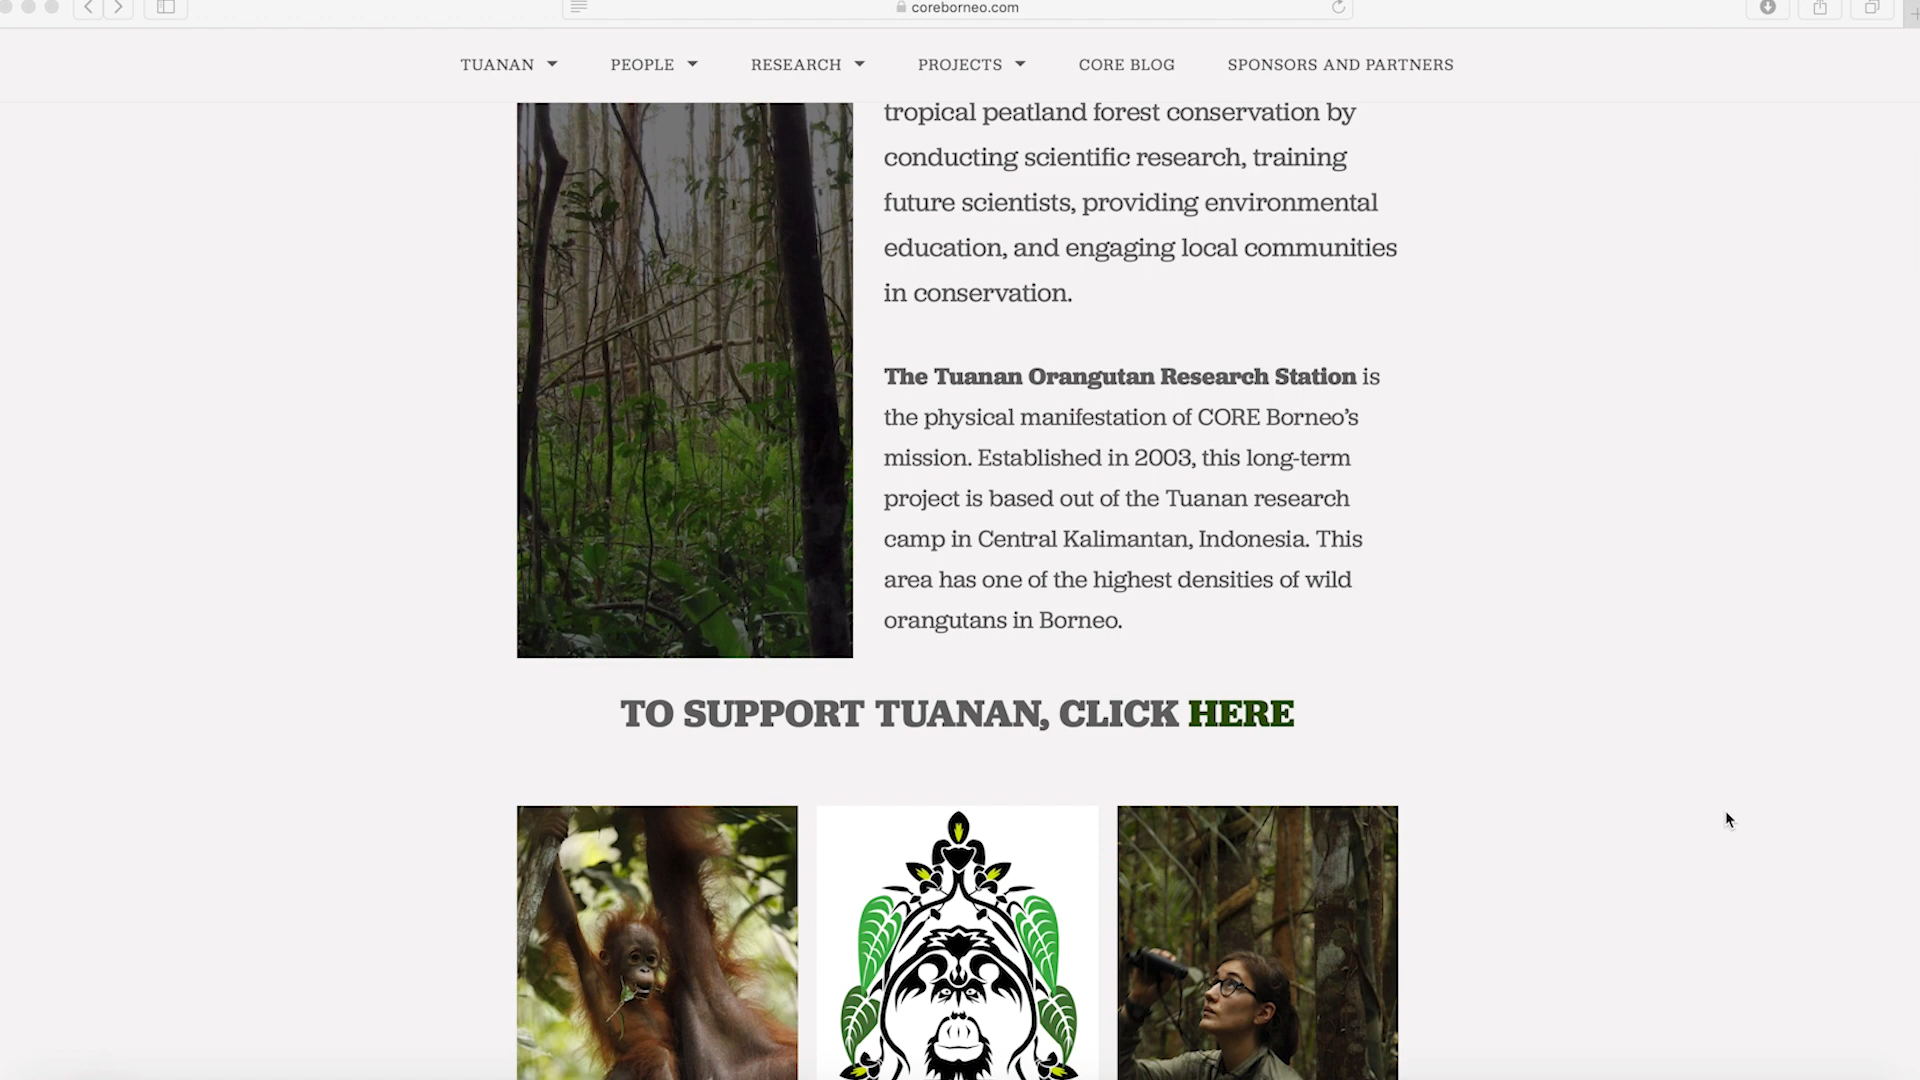 coreborneo.com
TUANAN PEOPLE RESEARCH PROJECTS CORE BLOG SPONSORS AND PARTNERS
tropical peatland forest conservation by
conducting scientific research, training
future scientists, providing environmental
education, and engaging local communities
in conservation.
The Tuanan Orangutan Research Station is
the physical manifestation of CORE Borneo’s
mission. Established in 2003, this long-term
project is based out of the Tuanan research
camp in Central Kalimantan, Indonesia. This
area has one of the highest densities of wild
orangutans in Borneo.
TO SUPPORT TUANAN, CLICK HERE